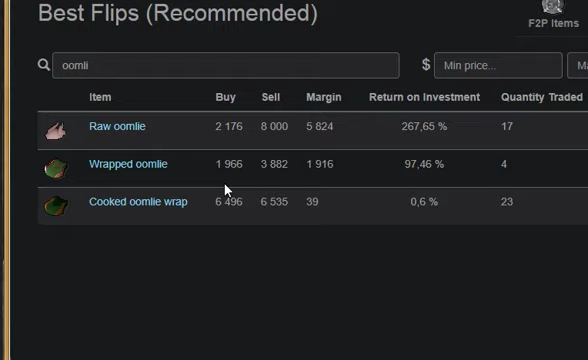 Best Flips (Recommended)
F2P Items
oomli
$ Min price...
Ma
Item Buy Sell Margin Return on Investment Quantity Traded
Raw oomlie 2 176 8 000 5 824 267,65 % 17
Wrapped oomlie 1 966 3 882 1 916 97,46 % 4
Cooked oomlie wrap 6 496 6 535 39 0,6 % 23